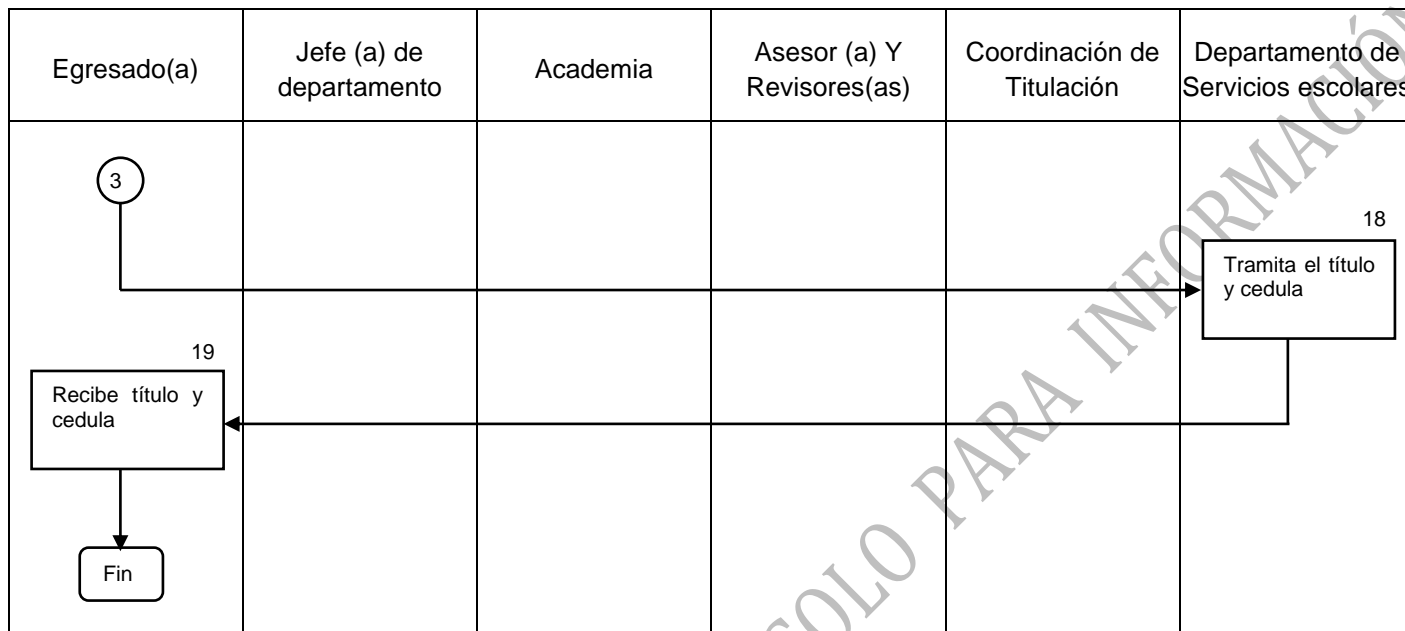 Egresado(a)
Jefe (a) de
departamento
Academia
Asesor (a) Y
Revisores(as)
Coordinación de
Titulación
Departamento de
Servicios escolares
3
18
Tramita el título
y cedula
19
Recibe título y
cedula
Fin
SOLO PARA INFORMACIÓN